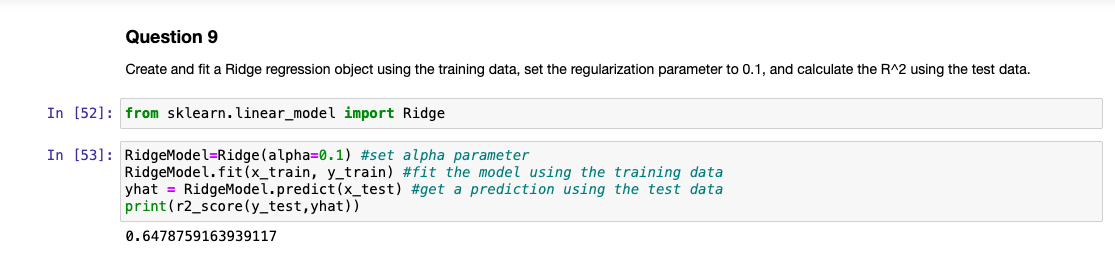 Question 9
Create and fit a Ridge regression object using the training data, set the regularization parameter to 0.1, and calculate the R^2 using the test data.
In [52]: from sklearn.linear_model import Ridge
In [53]: RidgeModel=Ridge(alpha=0.1) #set alpha parameter
RidgeModel.fit(x_train, y_train) #fit the model using the training data
yhat = RidgeModel.predict(x_test) #get a prediction using the test data
print(r2_score(y_test,yhat))
0.6478759163939117